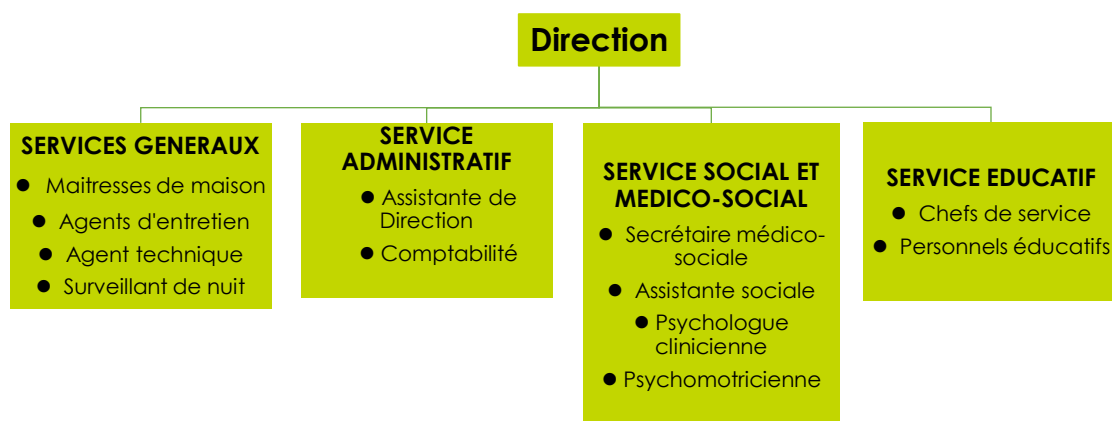 Direction
SERVICES GENERAUX
● Maitresses de maison
● Agents d'entretien
● Agent technique
● Surveillant de nuit
SERVICE
ADMINISTRATIF
● Assistante de
Direction
● Comptabilité
SERVICE SOCIAL ET
MEDICO-SOCIAL
● Secrétaire médico-
sociale
● Assistante sociale
● Psychologue
clinicienne
● Psychomotricienne
SERVICE EDUCATIF
● Chefs de service
● Personnels éducatifs